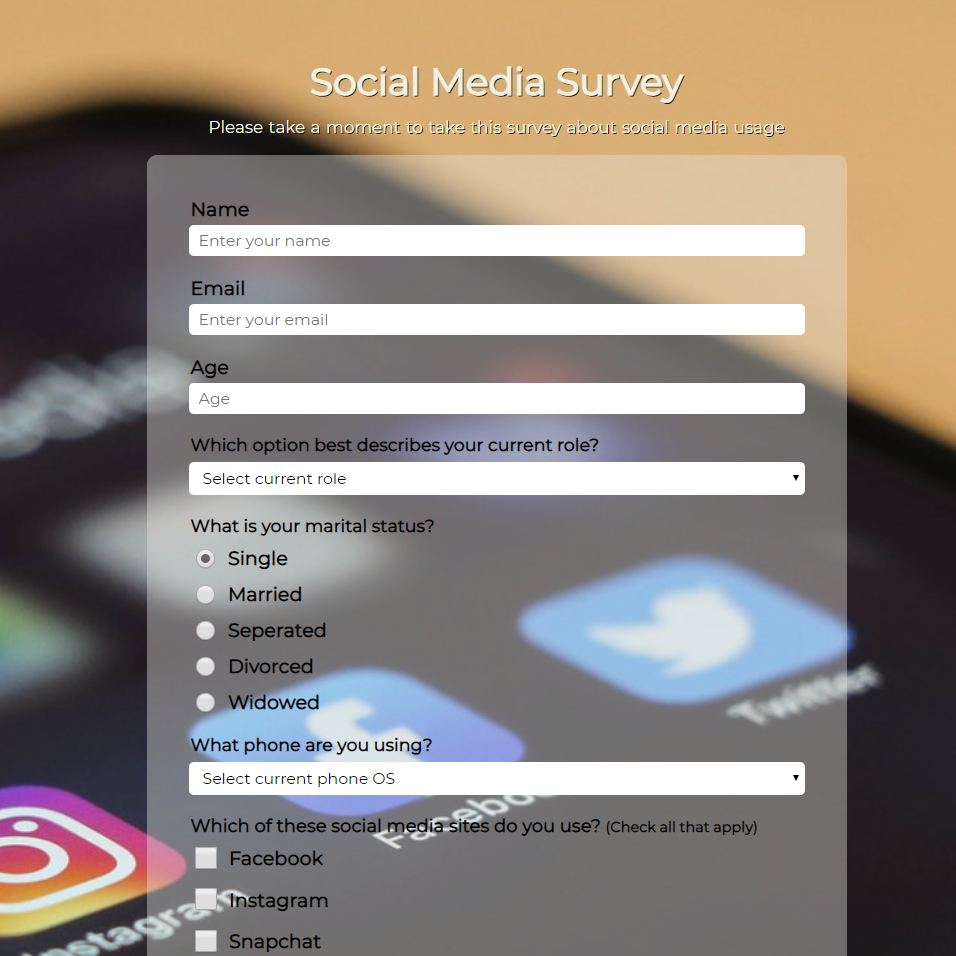 Social Media Survey
Please take a moment to take this survey about social media usage
Name
Enter your name
Email
Enter your email
Age
Age
Which option best describes your current role?
Select current role
What is your marital status?
Single
Married
Seperated
Divorced
Widowed
Twitter
What phone are you using?
Select current phone OS
Facebook
Which of these social media sites do you use? (Check all that apply)
Facebook
Instagram
Instagram
Snapchat